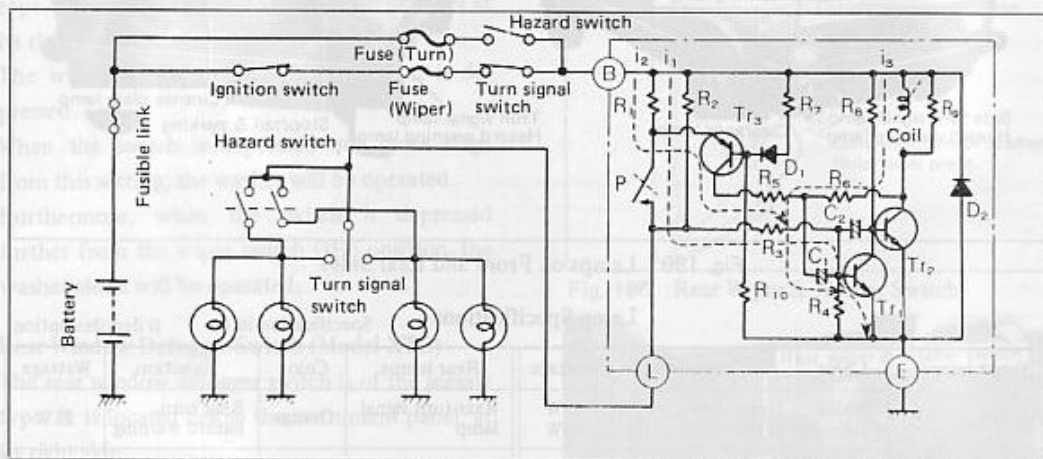 Hazard switch
Fuse (Turn)
Ignition switch
Fuse
(Wiper)
Turn signal
switch
B
i2 i1
i3
R1
R2
Tr3
R7
R8
R9
Coil
Fusible link
Hazard switch
D1
P
R5
R6
D2
C2
R3
C1
Tr2
Turn signal
switch
R10
R4
Tr1
Battery
L
E